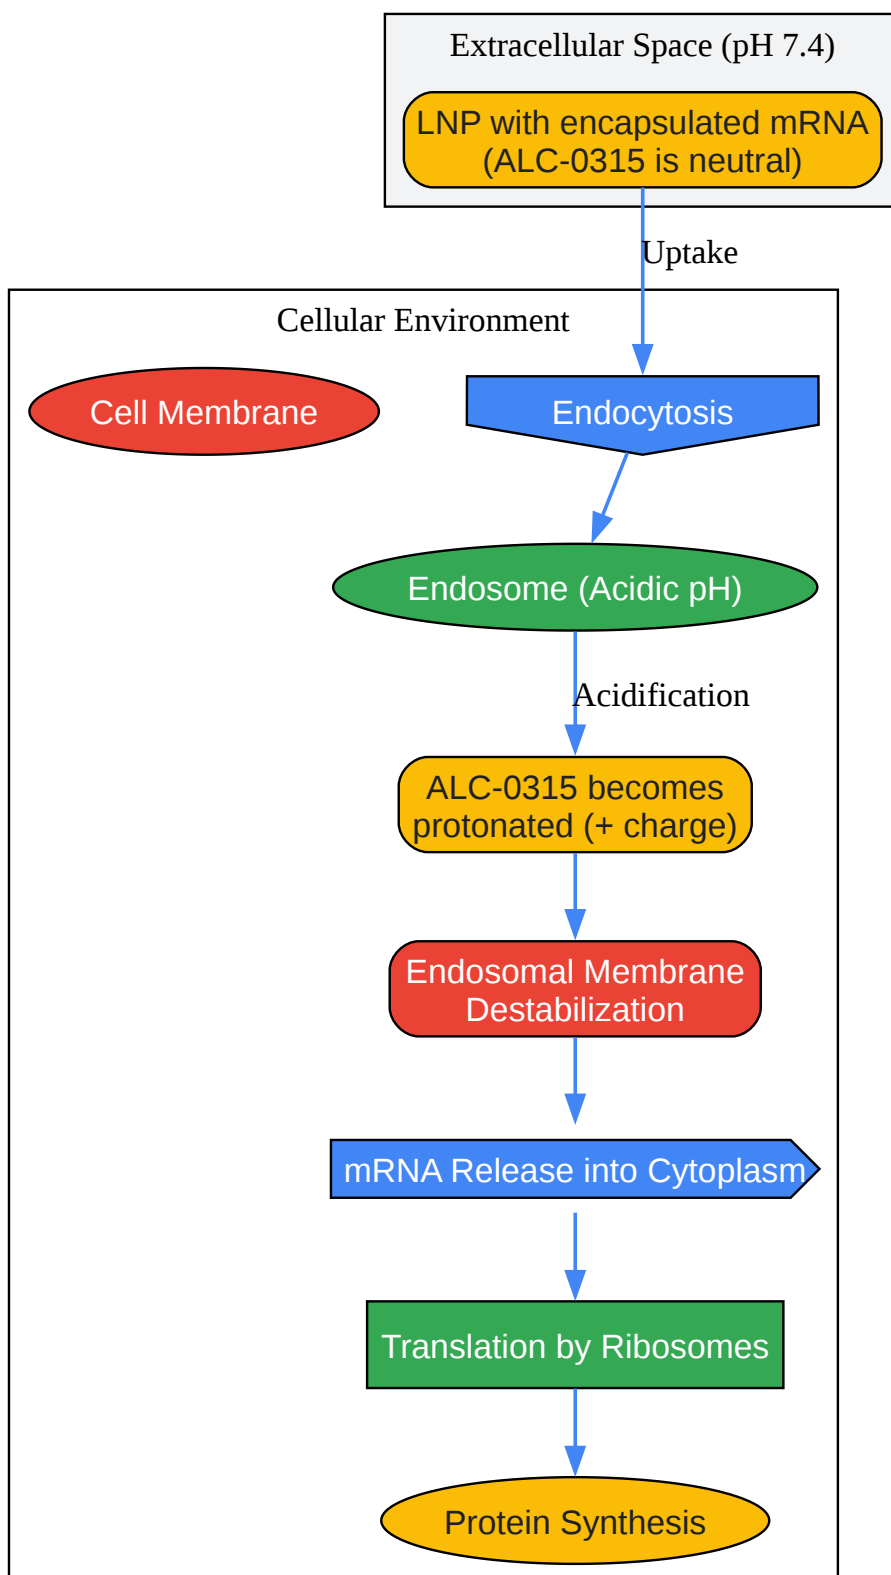 Extracellular Space (pH 7.4)
LNP with encapsulated mRNA
(ALC-0315 is neutral)
Uptake
Cellular Environment
Cell Membrane
Endocytosis
Endosome (Acidic pH)
Acidification
ALC-0315 becomes
protonated (+ charge)
Endosomal Membrane
Destabilization
mRNA Release into Cytoplasm
Translation by Ribosomes
Protein Synthesis